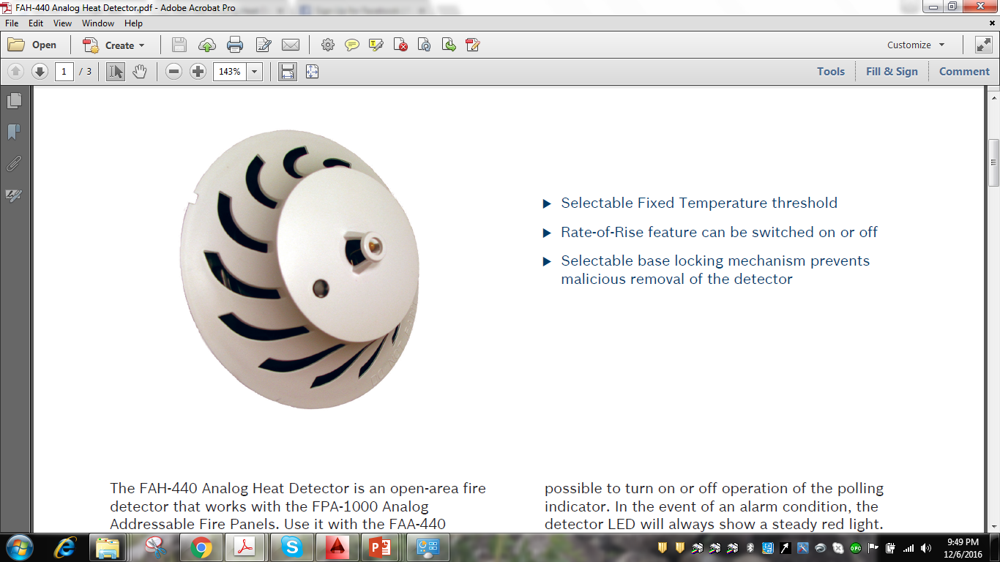 FAH-440 Analog Heat Detector.pdf - Adobe Acrobat Pro
File Edit View Window Help
Open Create Customize
1 / 3 143% Tools Fill & Sign Comment
Selectable Fixed Temperature threshold
Rate-of-Rise feature can be switched on or off
Selectable base locking mechanism prevents
malicious removal of the detector
The FAH-440 Analog Heat Detector is an open-area fire
detector that works with the FPA-1000 Analog
Addressable Fire Panels. Use it with the FAA-440
possible to turn on or off operation of the polling
indicator. In the event of an alarm condition, the
detector LED will always show a steady red light.
9:49 PM
12/6/2016